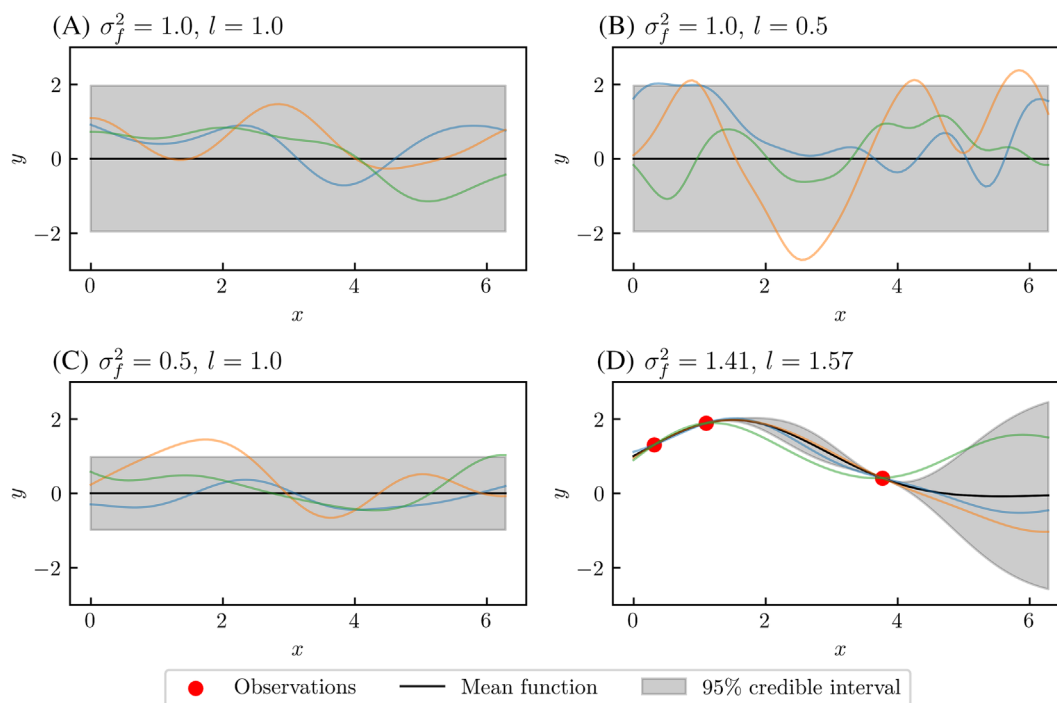 (A) σ_f^2 = 1.0, l = 1.0
2
0
−2
y
0 2 4 6
x
(B) σ_f^2 = 1.0, l = 0.5
2
0
−2
y
0 2 4 6
x
(C) σ_f^2 = 0.5, l = 1.0
2
0
−2
y
0 2 4 6
x
(D) σ_f^2 = 1.41, l = 1.57
2
0
−2
y
0 2 4 6
x
Observations Mean function 95% credible interval